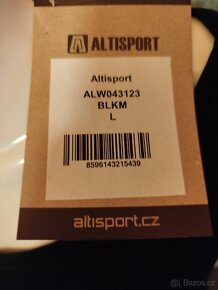 ALTISPORT
Altisport
ALW043123
BLKM
L
8596143215439
altisport.cz
© Bazos.cz